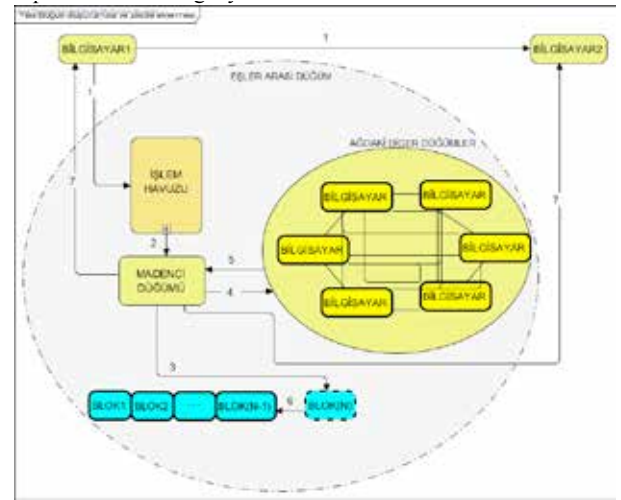 BİLGİSAYAR1
1
BİLGİSAYAR2
EŞLER ARASI DÜĞÜM
1
AĞDAKİ DİĞER DÜĞÜMLER
7
İŞLEM
HAVUZU
BİLGİSAYAR
BİLGİSAYAR
7
2
BİLGİSAYAR
BİLGİSAYAR
5
MADENCİ
DÜĞÜMÜ
4
BİLGİSAYAR
BİLGİSAYAR
3
BLOK1
BLOK2
BLOK(N-1)
6
BLOK(N)